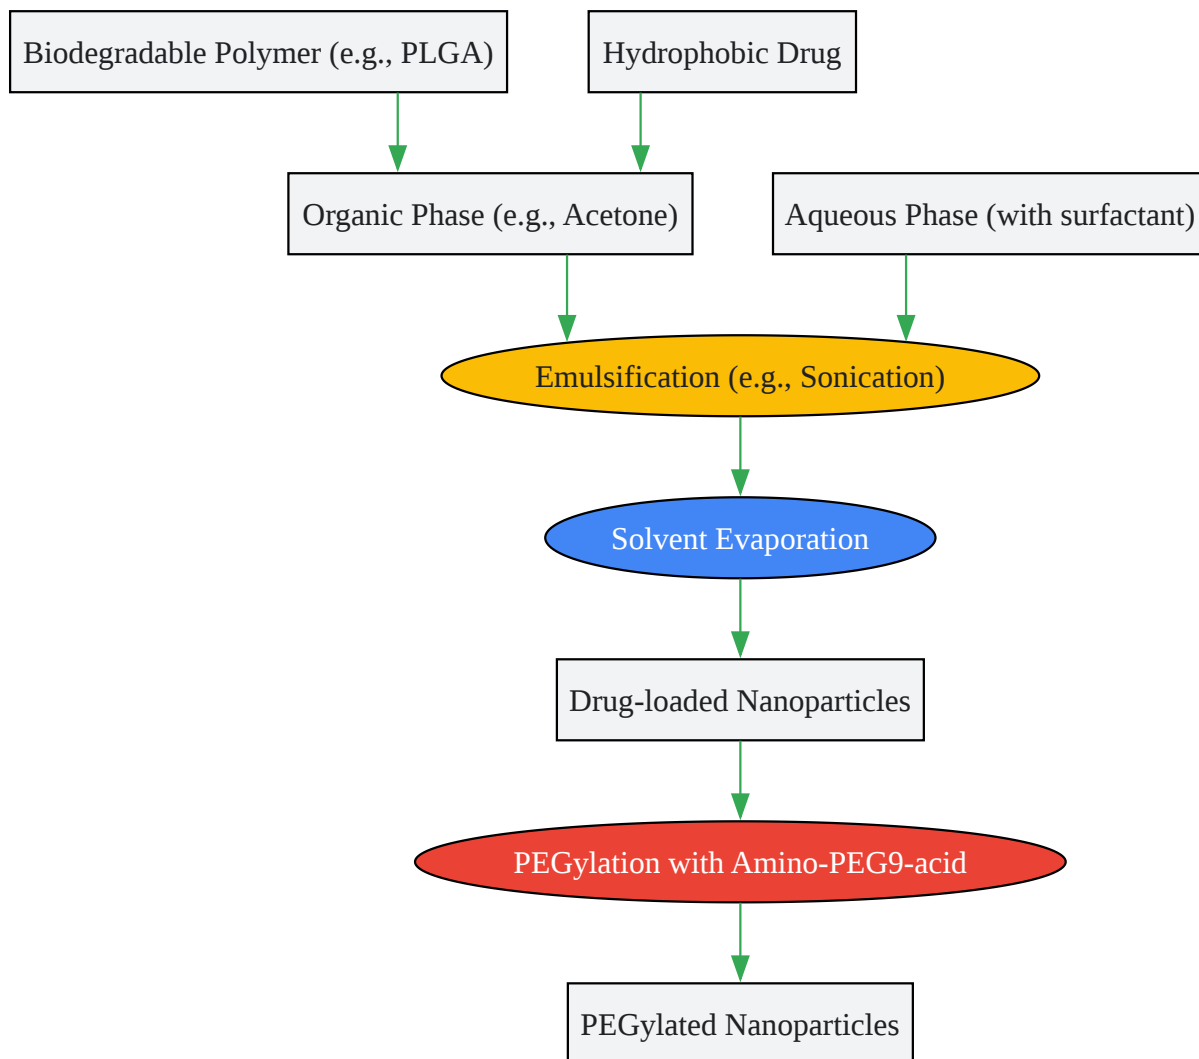 Biodegradable Polymer (e.g., PLGA)
Hydrophobic Drug
Organic Phase (e.g., Acetone)
Aqueous Phase (with surfactant)
Emulsification (e.g., Sonication)
Solvent Evaporation
Drug-loaded Nanoparticles
PEGylation with Amino-PEG9-acid
PEGylated Nanoparticles